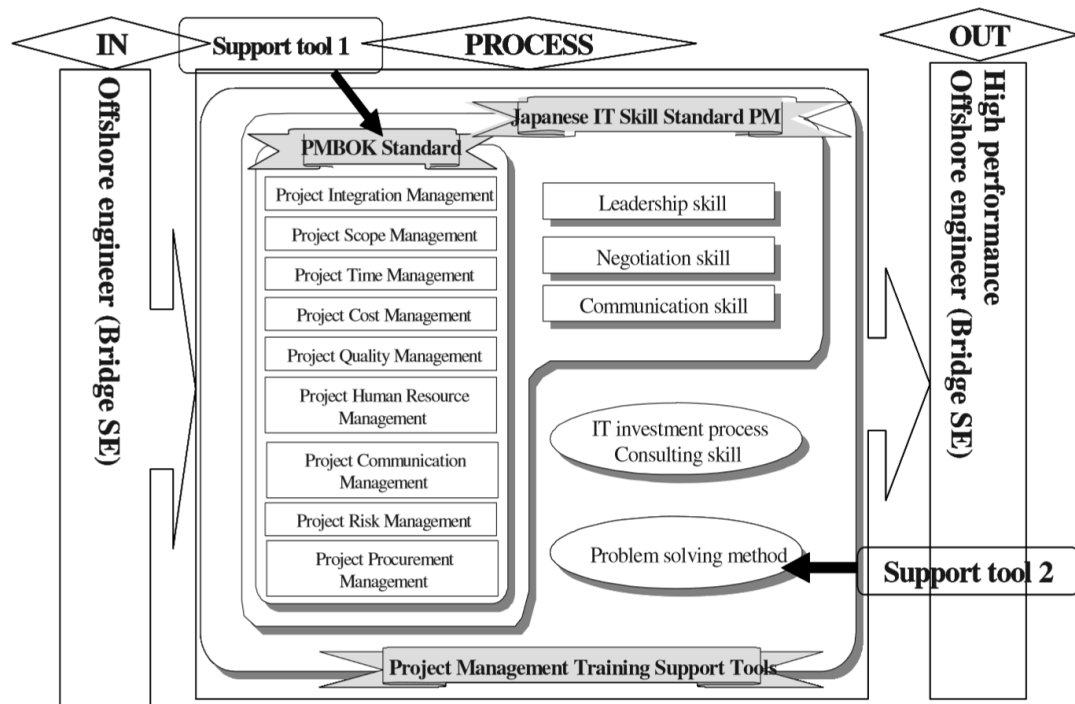 IN
Support tool 1
PROCESS
OUT
Offshore engineer (Bridge SE)
Japanese IT Skill Standard PM
PMBOK Standard
Project Integration Management
Project Scope Management
Project Time Management
Project Cost Management
Project Quality Management
Project Human Resource
Management
Project Communication
Management
Project Risk Management
Project Procurement
Management
Leadership skill
Negotiation skill
Communication skill
IT investment process
Consulting skill
Problem solving method
Support tool 2
Project Management Training Support Tools
High performance
Offshore engineer (Bridge SE)